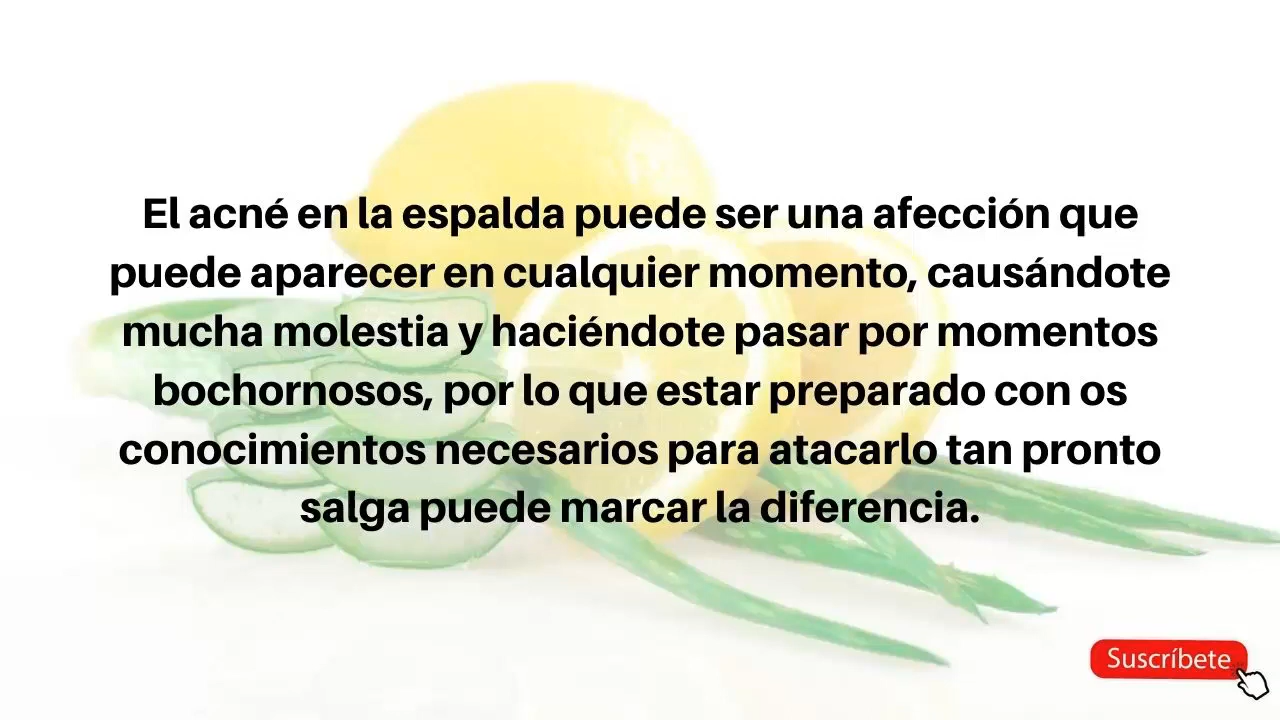 El acné en la espalda puede ser una afección que
puede aparecer en cualquier momento, causándote
mucha molestia y haciéndote pasar por momentos
bochornosos, por lo que estar preparado con os
conocimientos necesarios para atacarlo tan pronto
salga puede marcar la diferencia.
Suscríbete